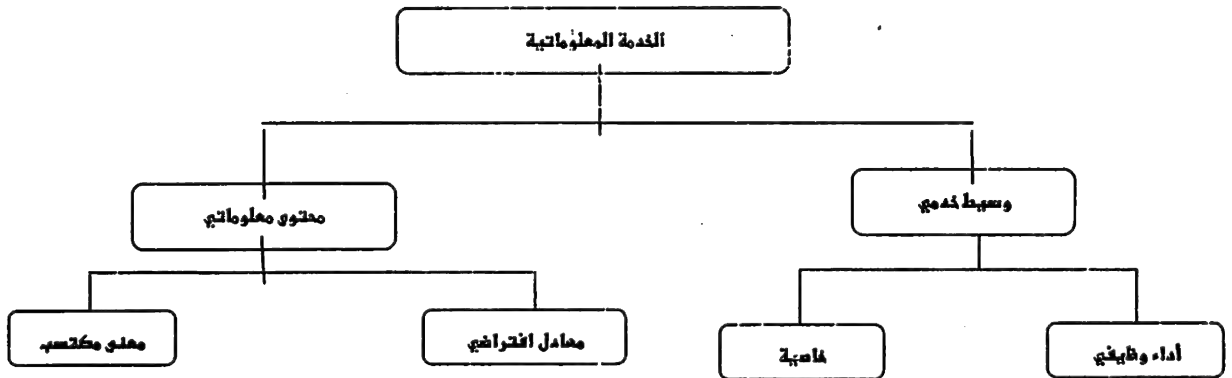 الخدمة المعلوماتية
وسيط خدمي
محتوى معلوماتي
أداء وظيفي
خاصية
معادل افتراضي
معنى مكتسب